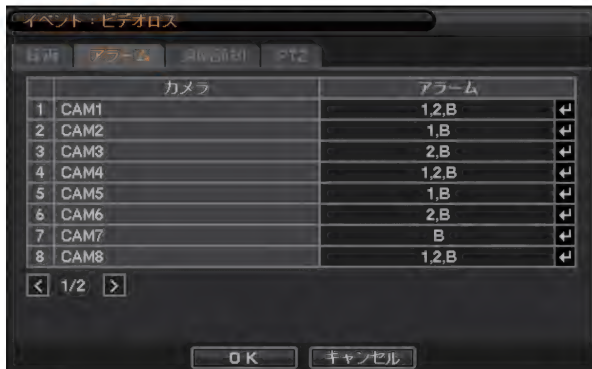 イベント：ビデオロス
録画 アラーム PTZ
カメラ アラーム
1 CAM1 1,2,B
2 CAM2 1,B
3 CAM3 2,B
4 CAM4 1,2,B
5 CAM5 1,B
6 CAM6 2,B
7 CAM7 B
8 CAM8 1,2,B
1/2
OK キャンセル